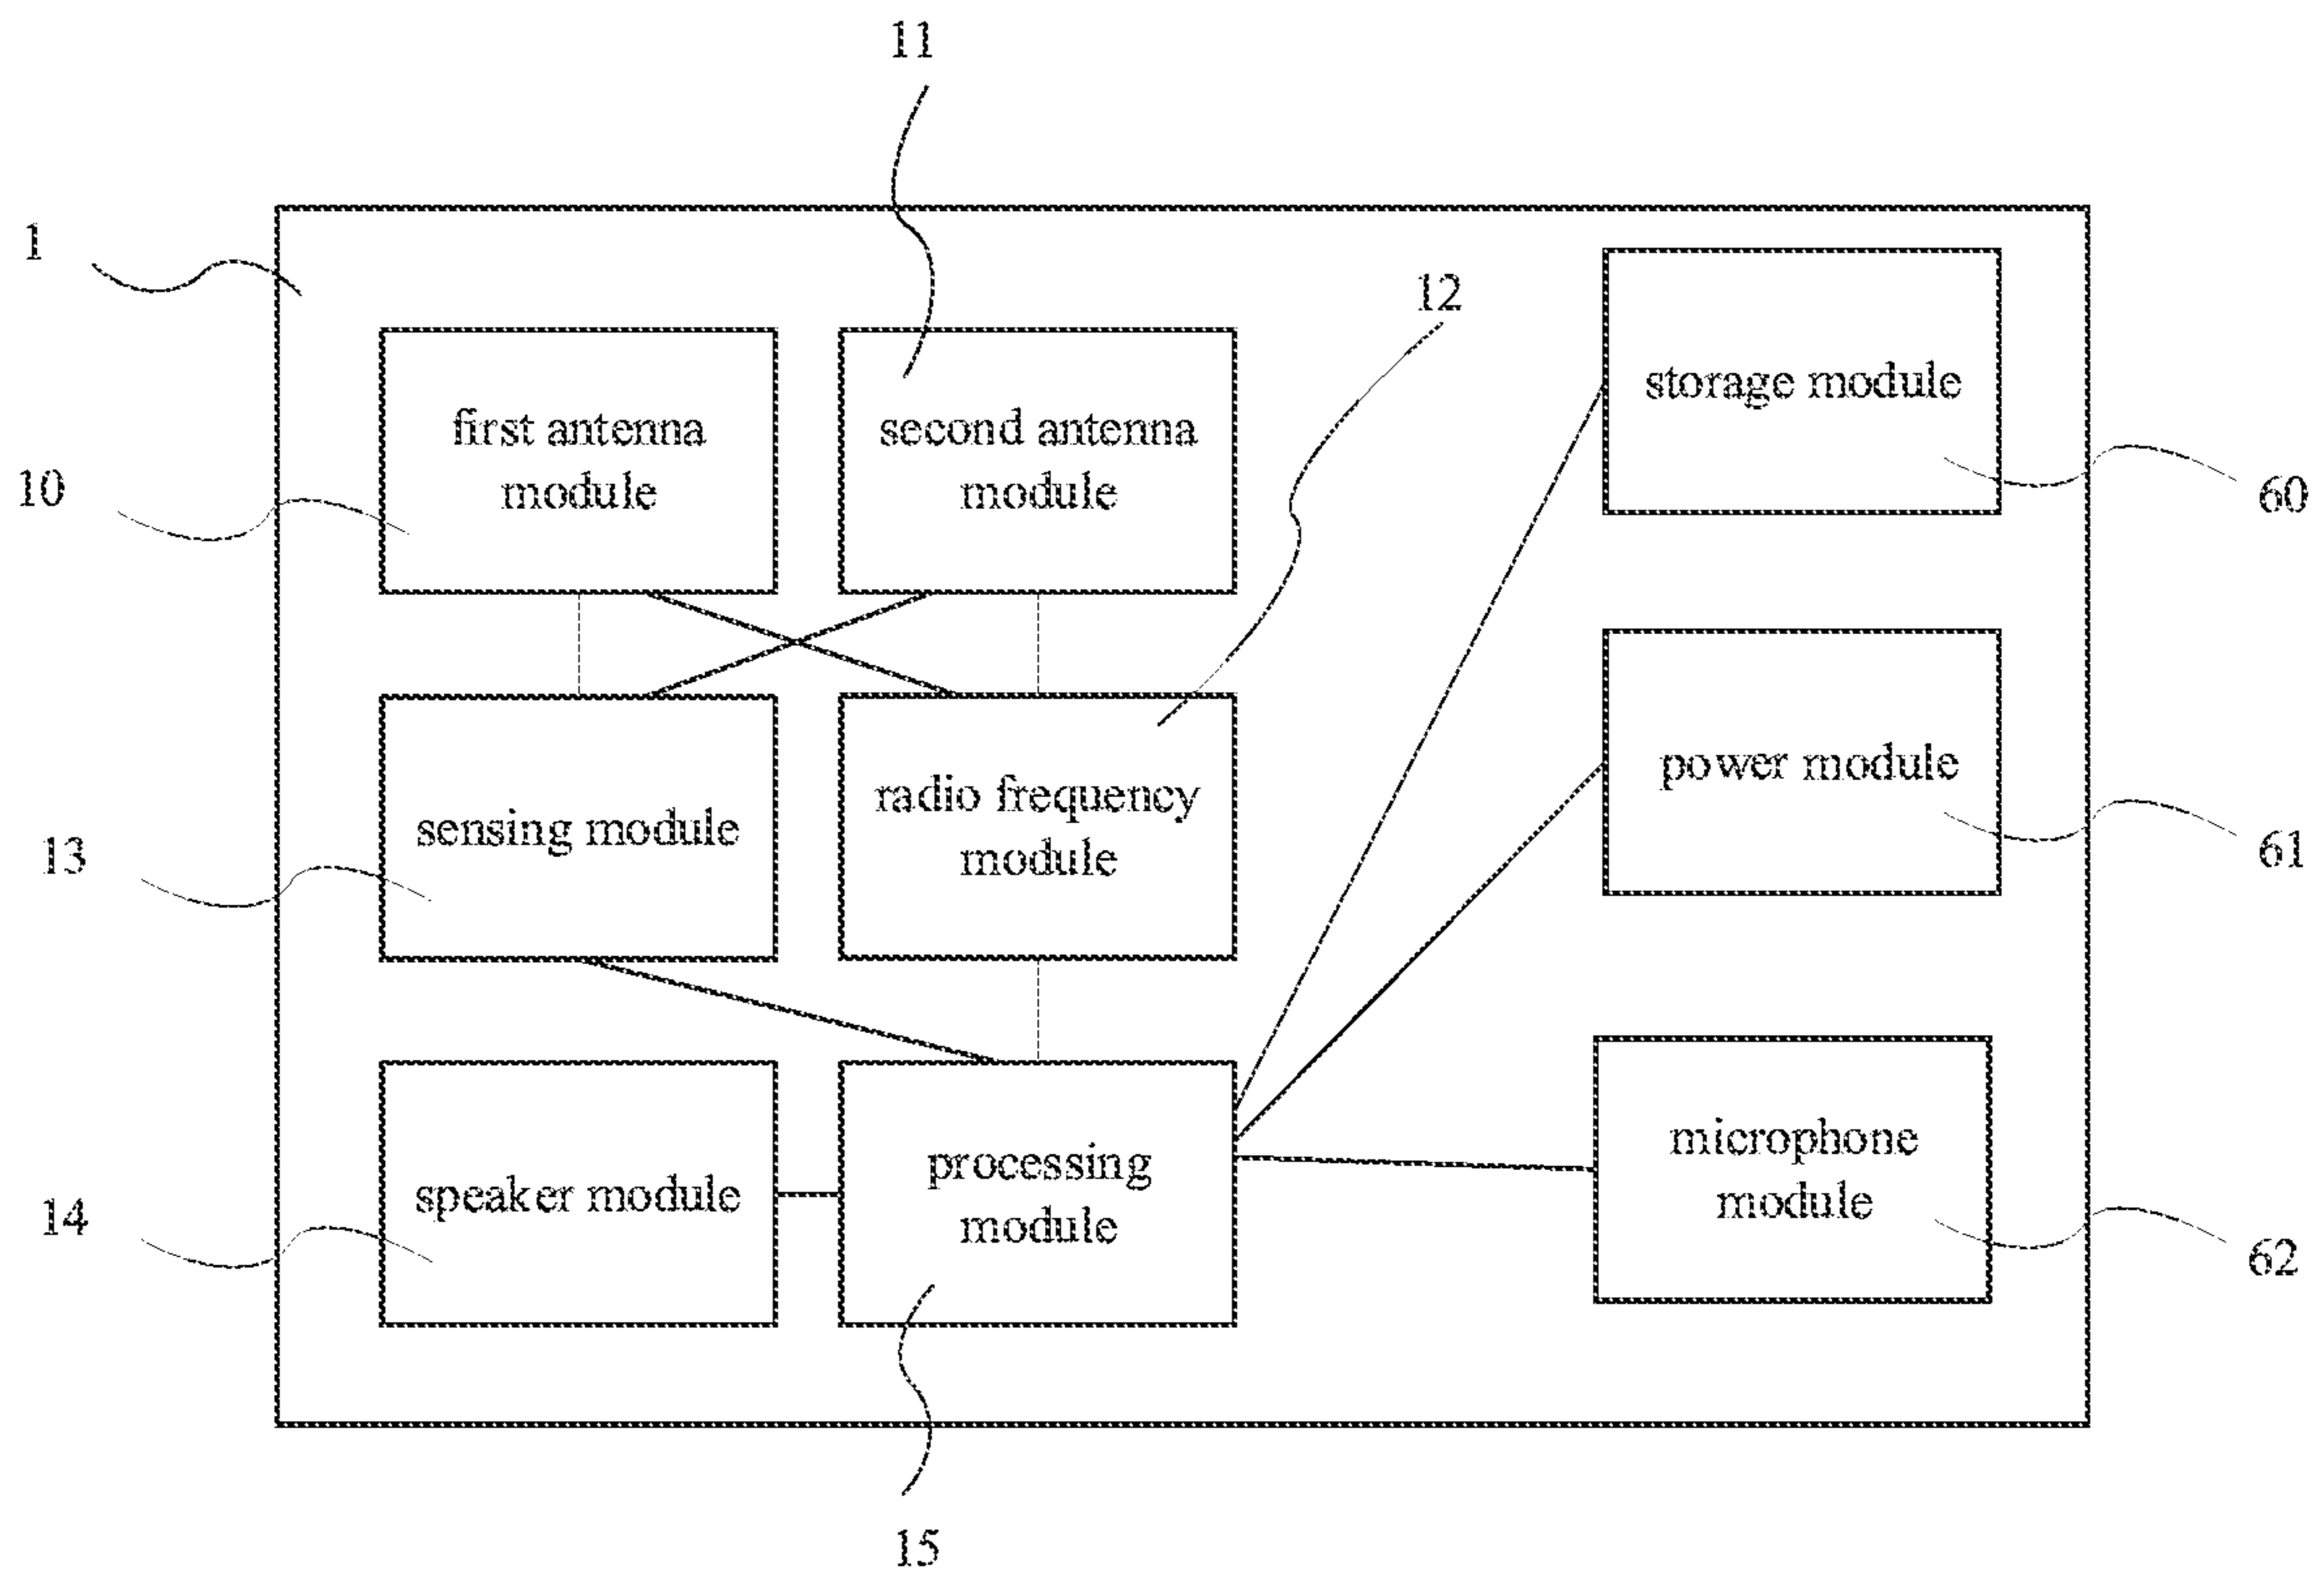 11
1
12
first antenna
module
second antenna
module
storage module
10
60
sensing module
radio frequency
module
power module
13
61
speaker module
processing
module
microphone
module
14
62
15